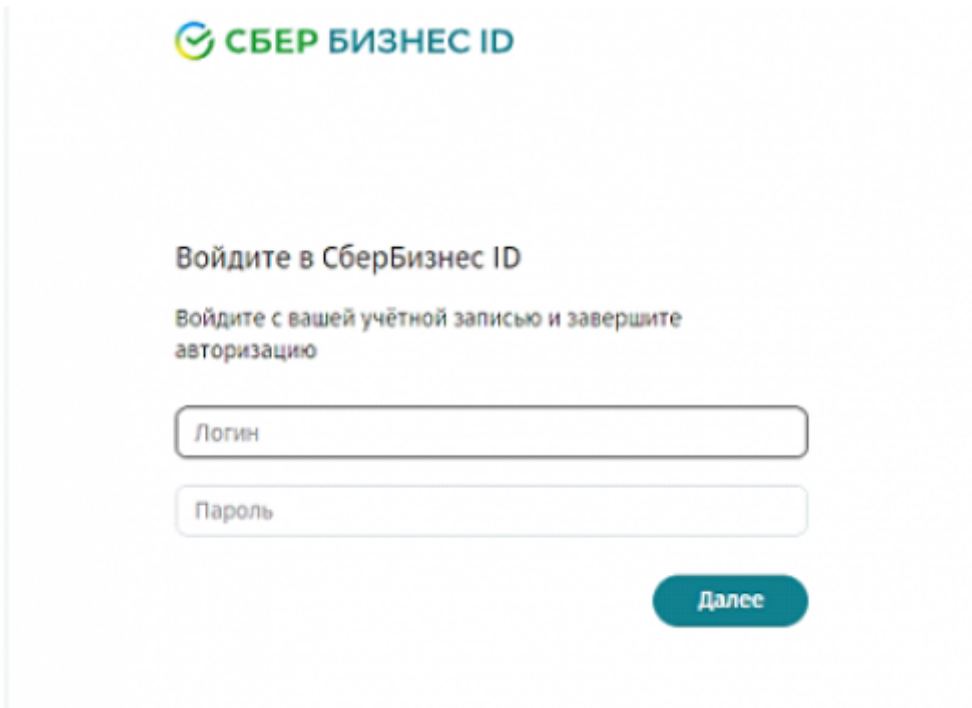 СБЕР БИЗНЕС ID
Войдите в СберБизнес ID
Войдите с вашей учётной записью и завершите
авторизацию
Логин
Пароль
Далее